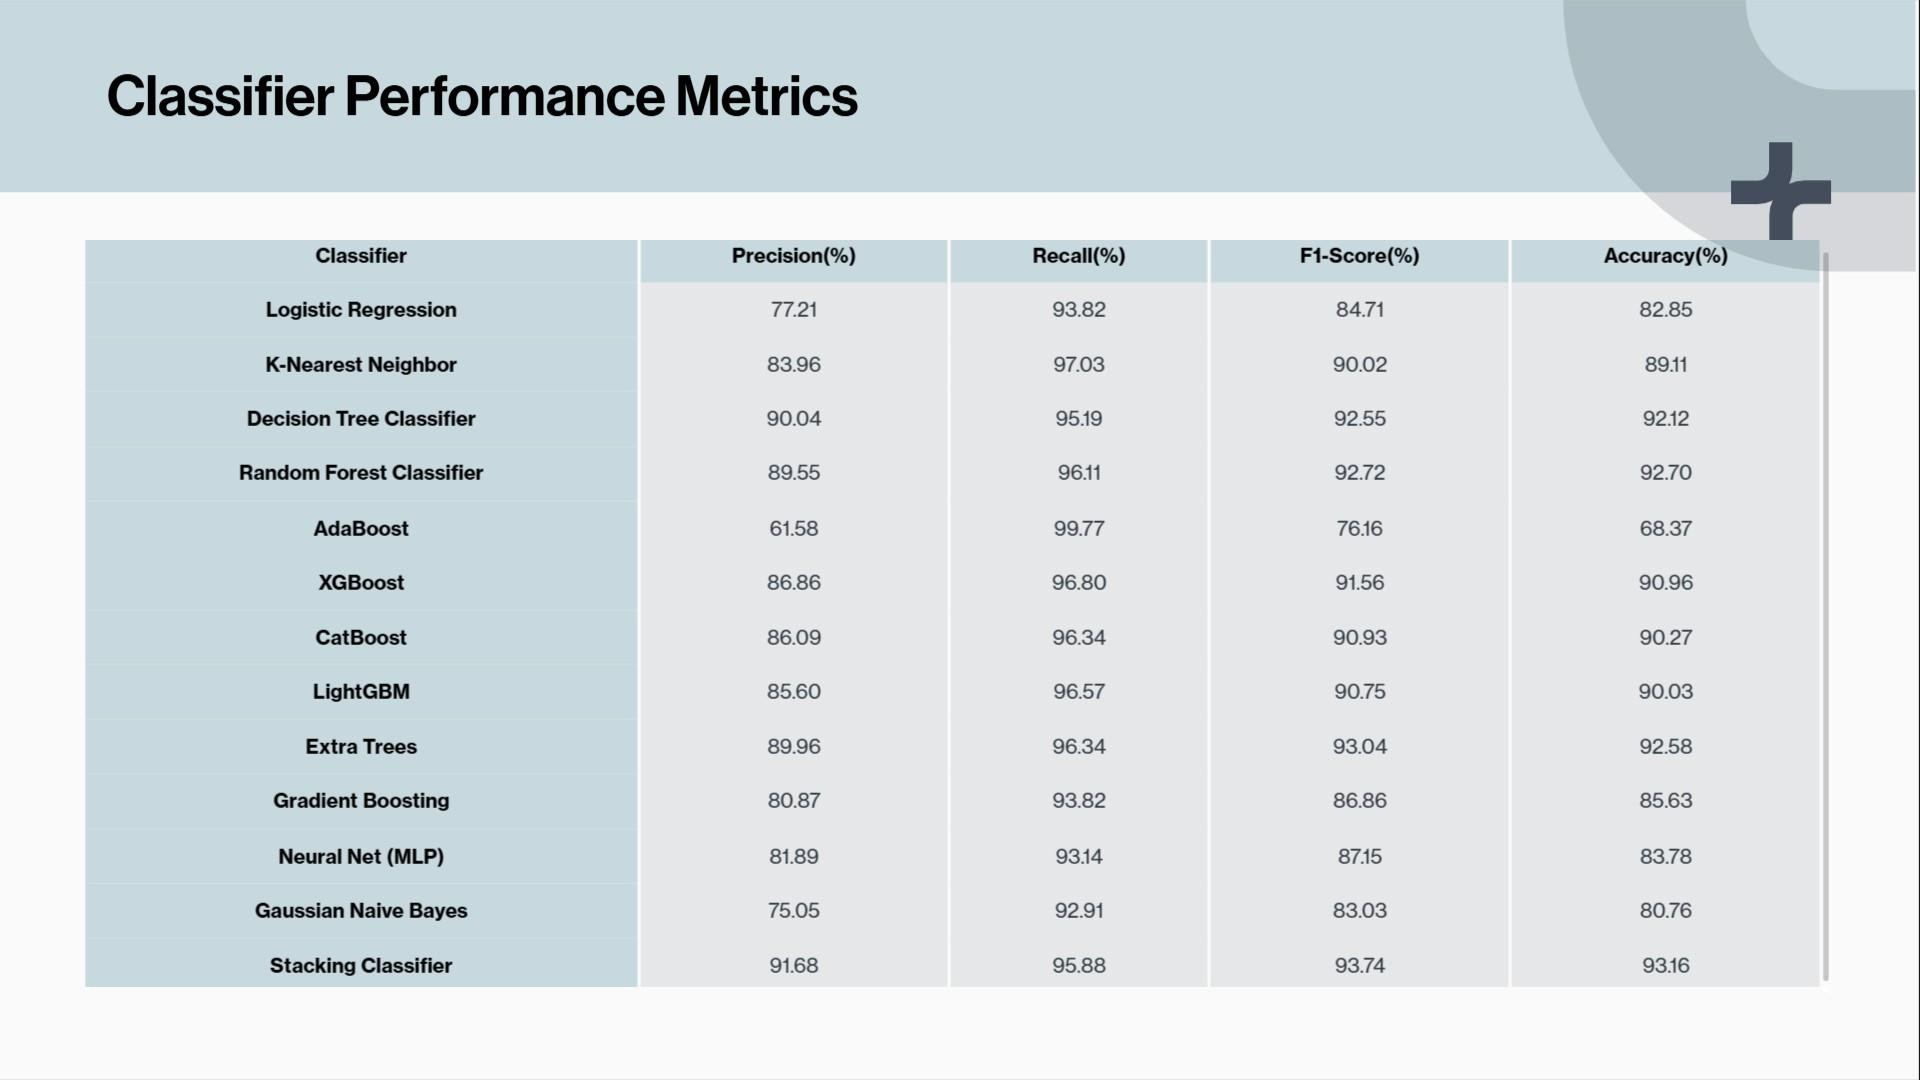 Classifier Performance Metrics
Classifier Precision(%) Recall(%) F1-Score(%) Accuracy(%)
Logistic Regression 77.21 93.82 84.71 82.85
K-Nearest Neighbor 83.96 97.03 90.02 89.11
Decision Tree Classifier 90.04 95.19 92.55 92.12
Random Forest Classifier 89.55 96.11 92.72 92.70
AdaBoost 61.58 99.77 76.16 68.37
XGBoost 86.86 96.80 91.56 90.96
CatBoost 86.09 96.34 90.93 90.27
LightGBM 85.60 96.57 90.75 90.03
Extra Trees 89.96 96.34 93.04 92.58
Gradient Boosting 80.87 93.82 86.86 85.63
Neural Net (MLP) 81.89 93.14 87.15 83.78
Gaussian Naive Bayes 75.05 92.91 83.03 80.76
Stacking Classifier 91.68 95.88 93.74 93.16